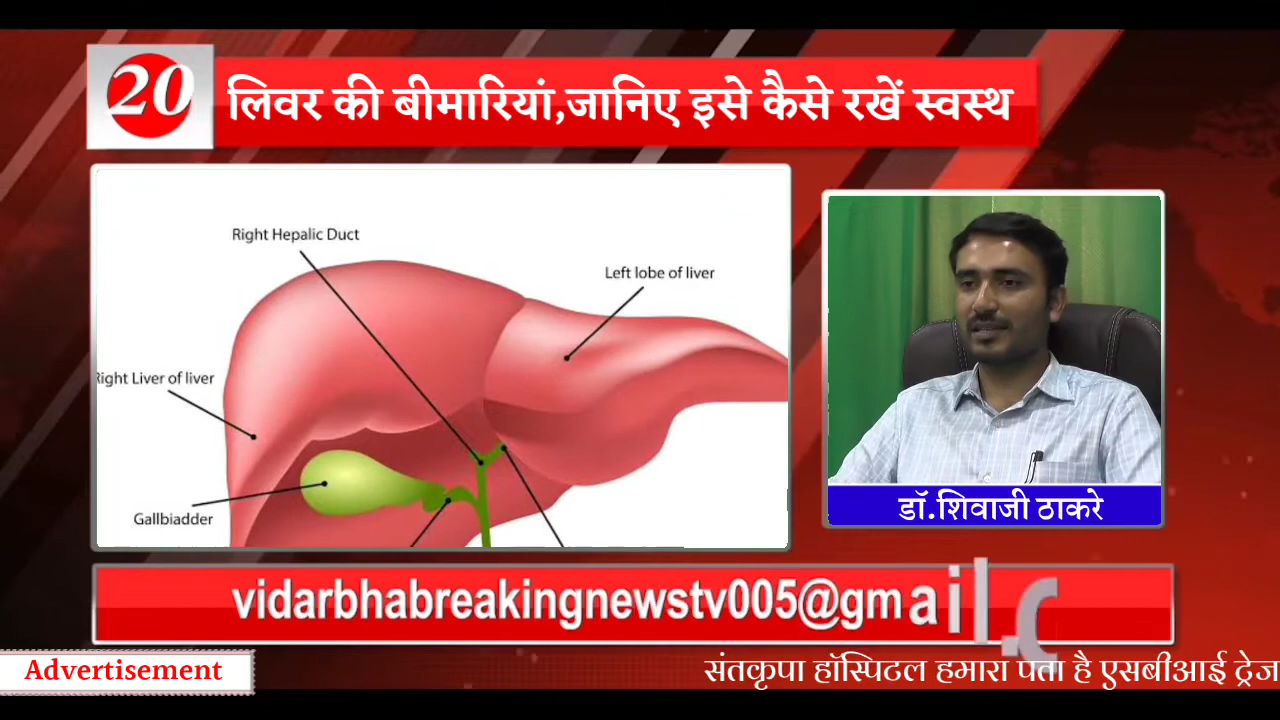 20
लिवर की बीमारियां,जानिए इसे कैसे रखें स्वस्थ
Right Hepalic Duct
Left lobe of liver
Right Liver of liver
Gallbiadder
डॉ.शिवाजी ठाकरे
vidarbhabreakingnewstv005@gmail.c
Advertisement
संतकृपा हॉस्पिटल हमारा पता है एसबीआई ट्रेज